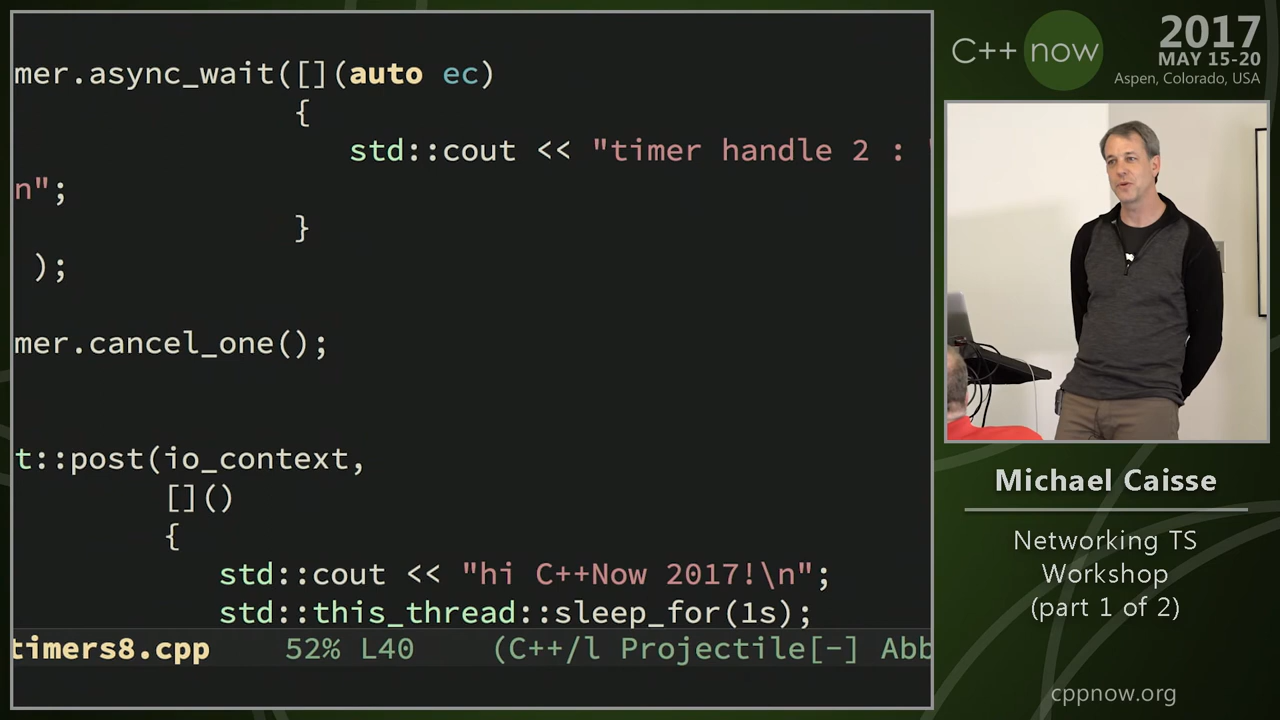 mer.async_wait([](auto ec)
{
std::cout << "timer handle 2 : \
n";
}
);
mer.cancel_one();
t::post(io_context,
[]()
{
std::cout << "hi C++Now 2017!\n";
std::this_thread::sleep_for(1s);
timers8.cpp 52% L40 (C++/l Projectile[-] Abb
C++ now
2017
MAY 15-20
Aspen, Colorado, USA
Michael Caisse
Networking TS
Workshop
(part 1 of 2)
cppnow.org